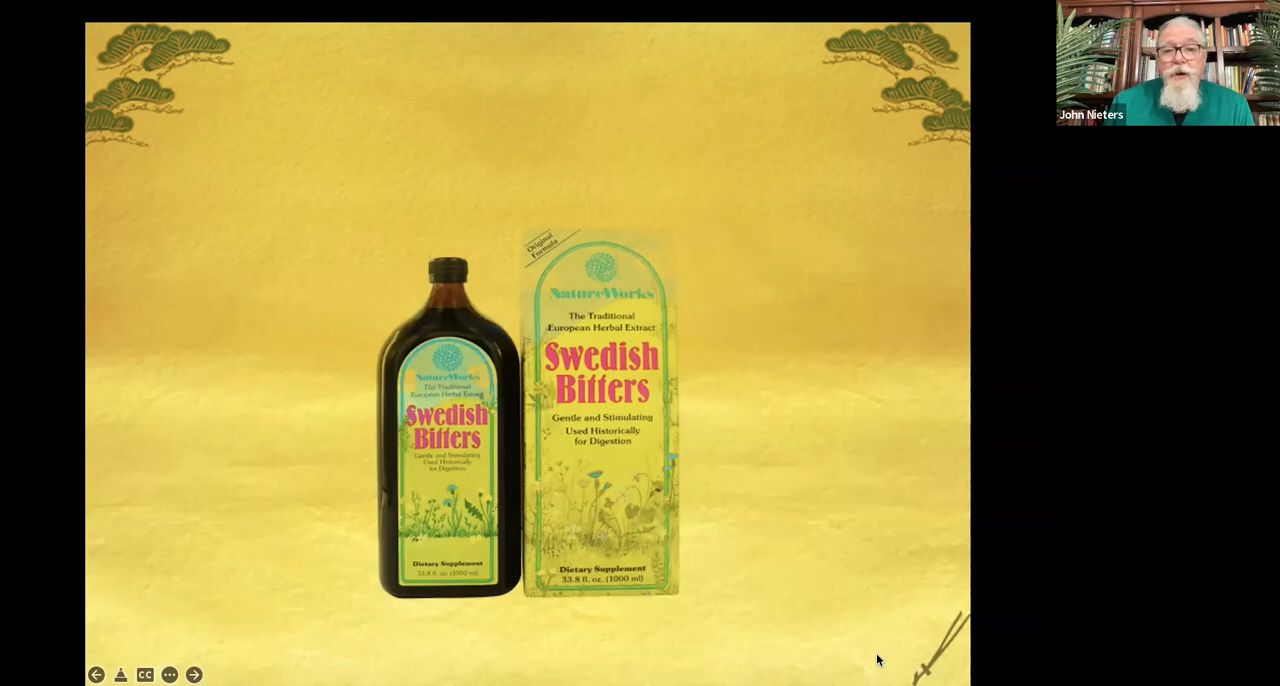 John Nieters
Original
Formula
NatureWorks
The Traditional
European Herbal Extract
Swedish
Bitters
Gentle and Stimulating
Used Historically
for Digestion
Dietary Supplement
33.8 fl. oz. (1000 ml)
NatureWorks
The Traditional
European Herbal Extract
Swedish
Bitters
Gentle and Stimulating
Used Historically
for Digestion
Dietary Supplement
33.8 fl. oz. (1000 ml)
CC